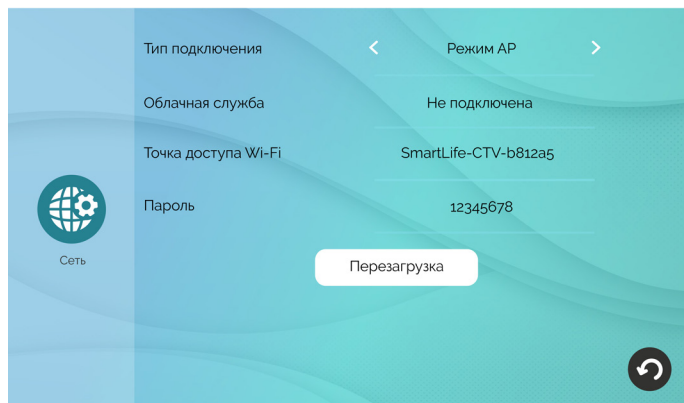 Тип подключения
Режим AP
Облачная служба
Не подключена
Точка доступа Wi-Fi
SmartLife-CTV-b812a5
Пароль
12345678
Сеть
Перезагрузка